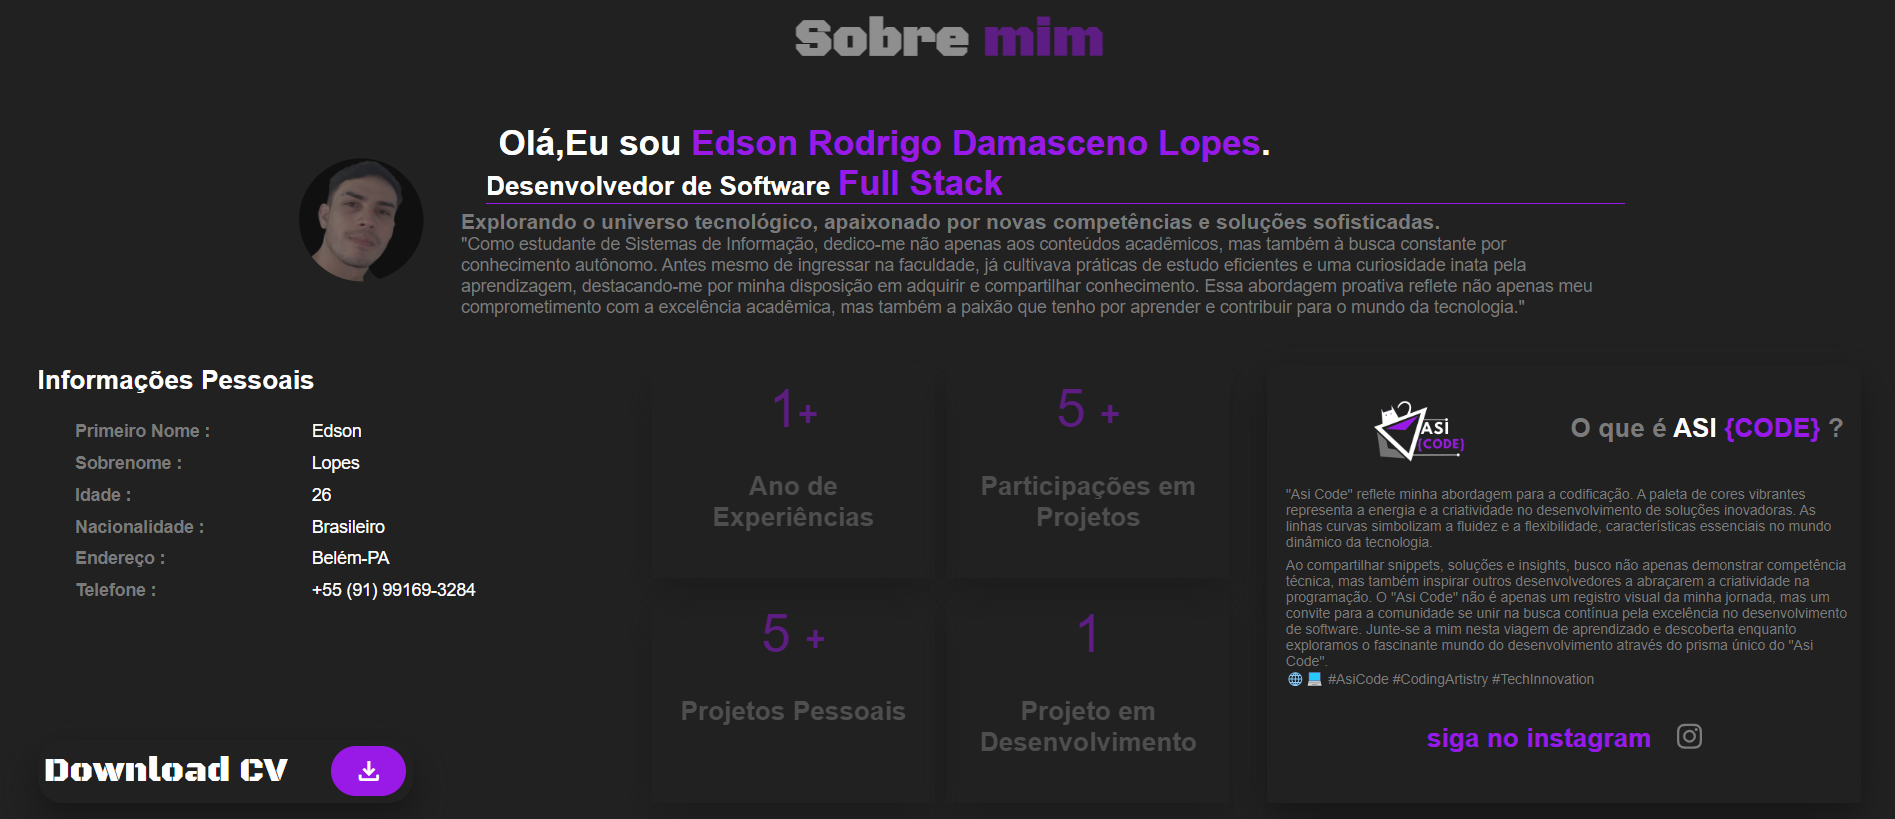 Sobre mim
Olá,Eu sou Edson Rodrigo Damasceno Lopes.
Desenvolvedor de Software Full Stack
Explorando o universo tecnológico, apaixonado por novas competências e soluções sofisticadas.
"Como estudante de Sistemas de Informação, dedico-me não apenas aos conteúdos acadêmicos, mas também à busca constante por
conhecimento autônomo. Antes mesmo de ingressar na faculdade, já cultivava práticas de estudo eficientes e uma curiosidade inata pela
aprendizagem, destacando-me por minha disposição em adquirir e compartilhar conhecimento. Essa abordagem proativa reflete não apenas meu
comprometimento com a excelência acadêmica, mas também a paixão que tenho por aprender e contribuir para o mundo da tecnologia."
Informações Pessoais
Primeiro Nome : Edson
Sobrenome : Lopes
Idade : 26
Nacionalidade : Brasileiro
Endereço : Belém-PA
Telefone : +55 (91) 99169-3284
Download CV
1+
Ano de
Experiências
5 +
Participações em
Projetos
5 +
Projetos Pessoais
1
Projeto em
Desenvolvimento
ASI
{CODE}
O que é ASI {CODE} ?
"Asi Code" reflete minha abordagem para a codificação. A paleta de cores vibrantes
representa a energia e a criatividade no desenvolvimento de soluções inovadoras. As
linhas curvas simbolizam a fluidez e a flexibilidade, características essenciais no mundo
dinâmico da tecnologia.
Ao compartilhar snippets, soluções e insights, busco não apenas demonstrar competência
técnica, mas também inspirar outros desenvolvedores a abraçarem a criatividade na
programação. O "Asi Code" não é apenas um registro visual da minha jornada, mas um
convite para a comunidade se unir na busca contínua pela excelência no desenvolvimento
de software. Junte-se a mim nesta viagem de aprendizado e descoberta enquanto
exploramos o fascinante mundo do desenvolvimento através do prisma único do "Asi
Code".
🌐💻 #AsiCode #CodingArtistry #TechInnovation
siga no instagram